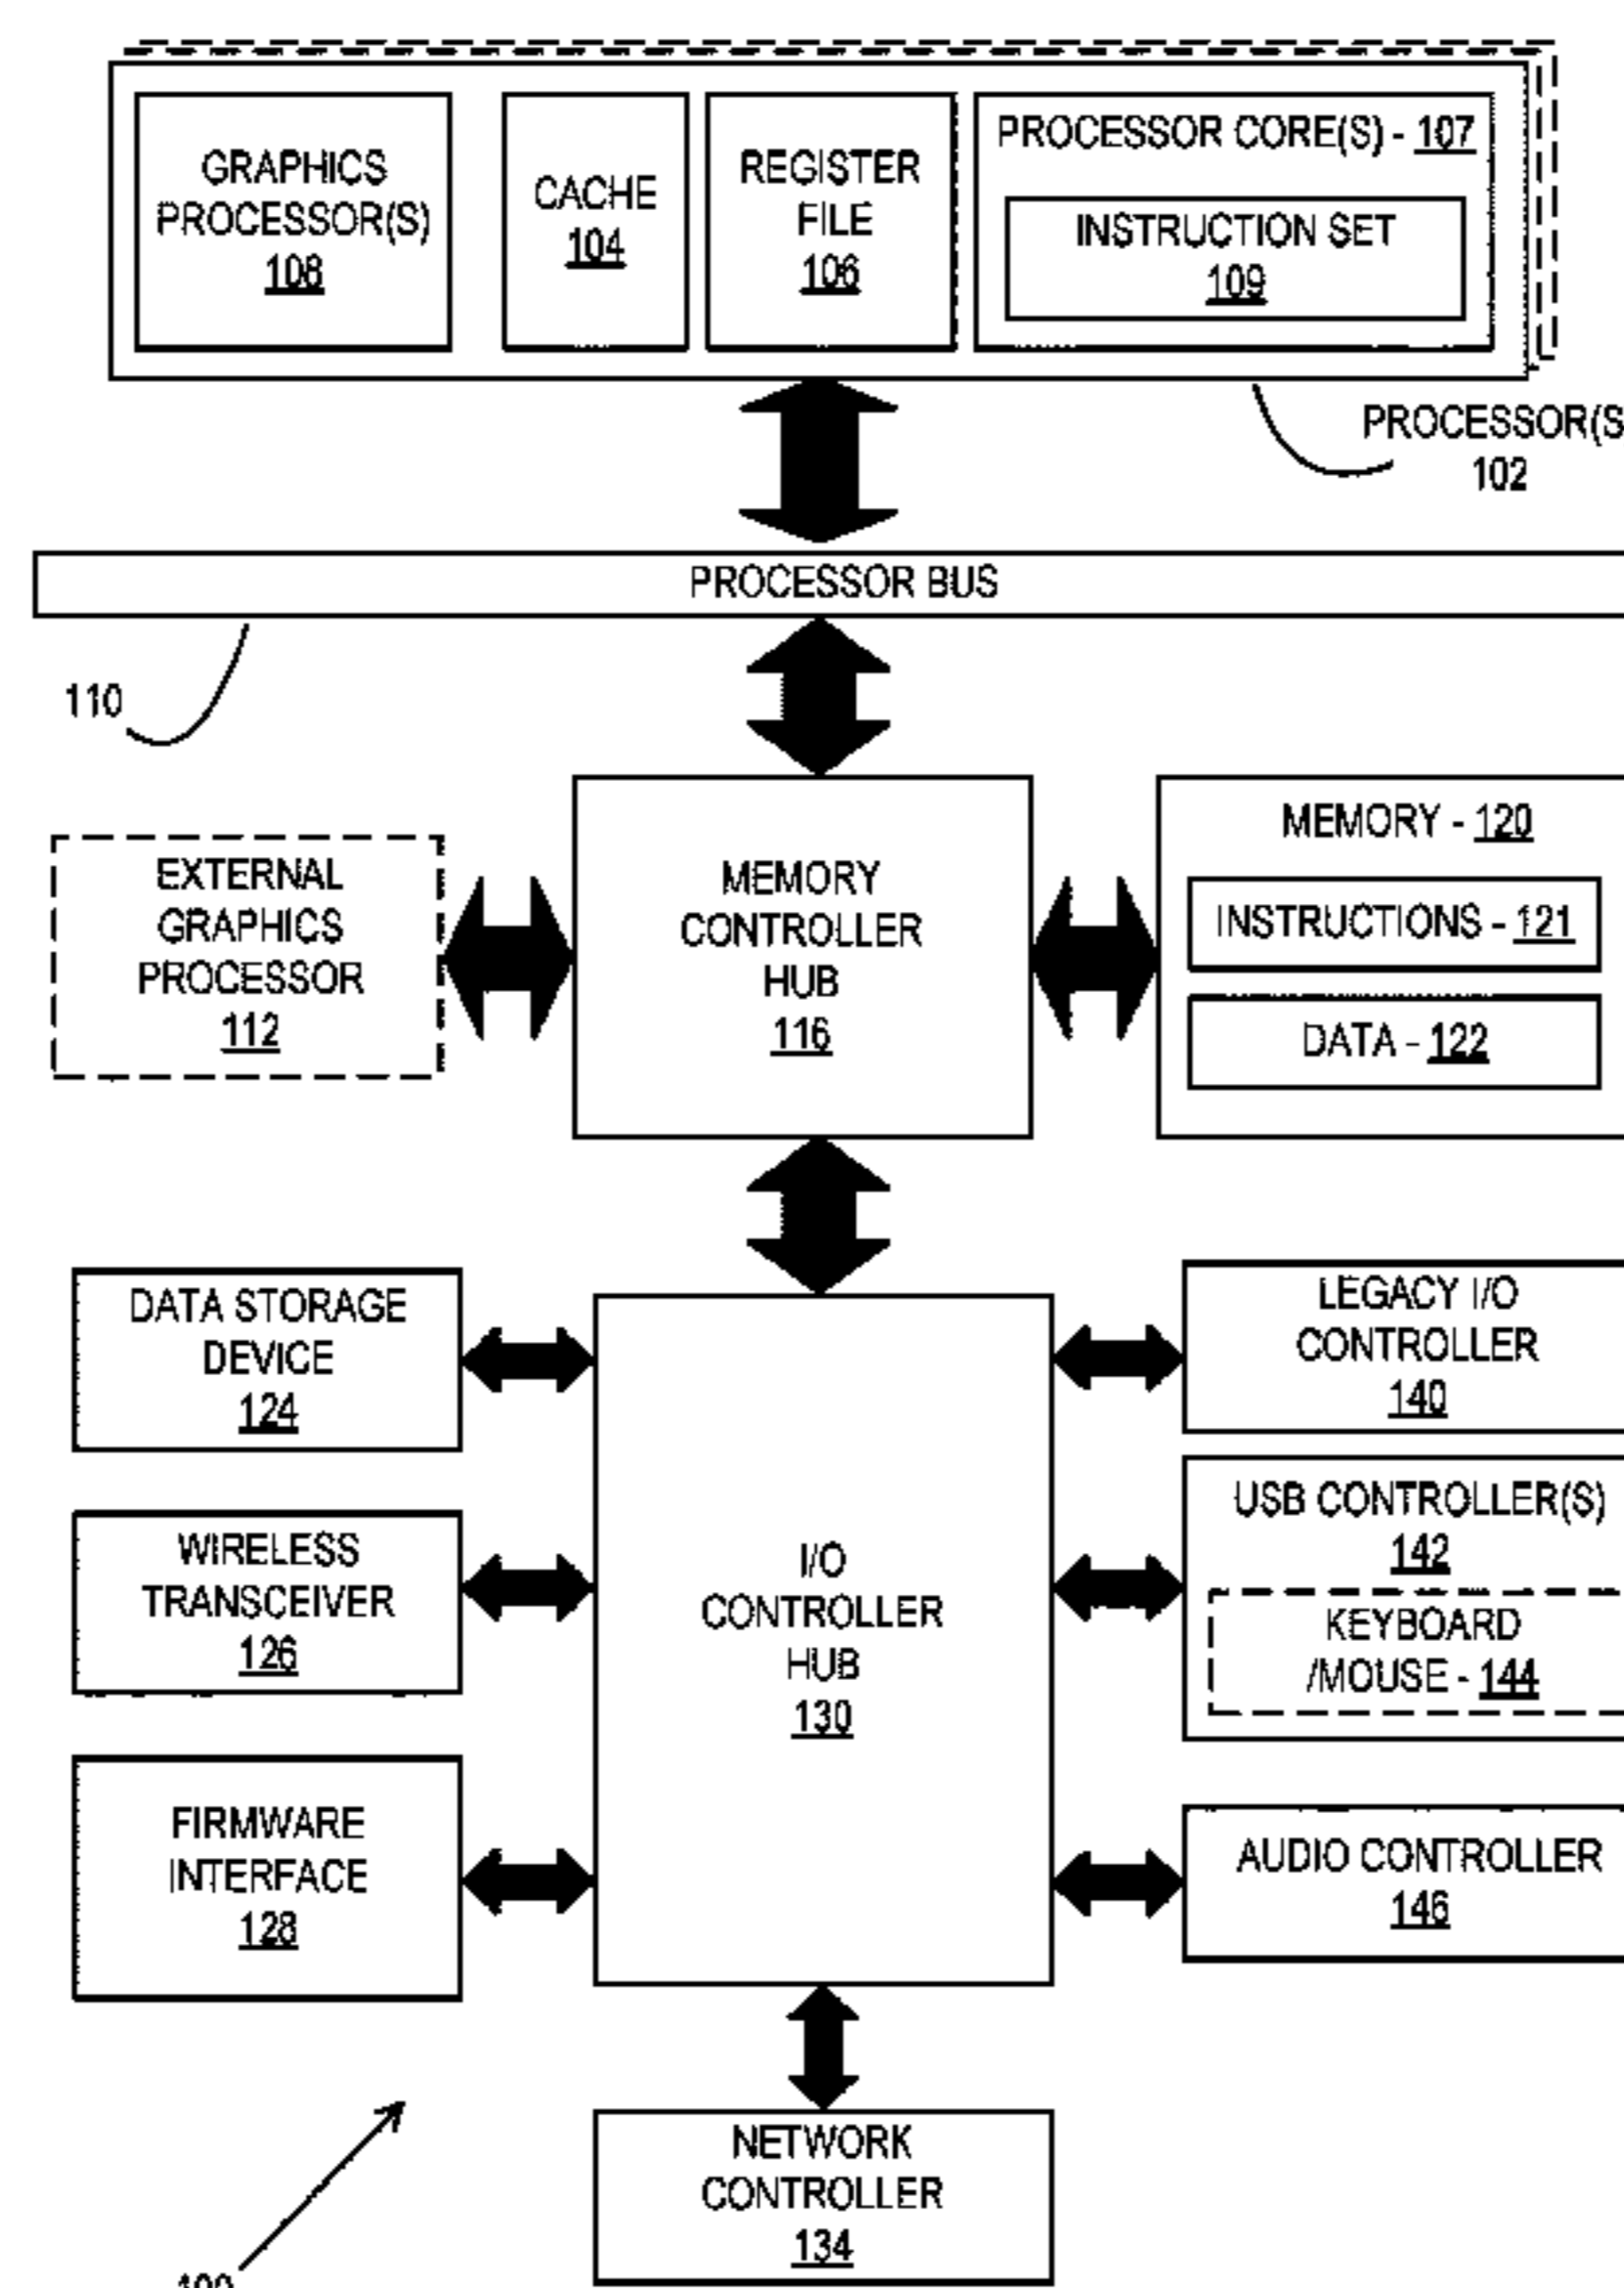 GRAPHICS
PROCESSOR(S)
108
CACHE
104
REGISTER
FILE
106
PROCESSOR CORE(S) - 107
INSTRUCTION SET
109
PROCESSOR(S
102
PROCESSOR BUS
110
EXTERNAL
GRAPHICS
PROCESSOR
112
MEMORY
CONTROLLER
HUB
116
MEMORY - 120
INSTRUCTIONS - 121
DATA - 122
DATA STORAGE
DEVICE
124
WIRELESS
TRANSCEIVER
126
FIRMWARE
INTERFACE
128
I/O
CONTROLLER
HUB
130
LEGACY I/O
CONTROLLER
140
USB CONTROLLER(S)
142
KEYBOARD
/MOUSE - 144
AUDIO CONTROLLER
146
NETWORK
CONTROLLER
134